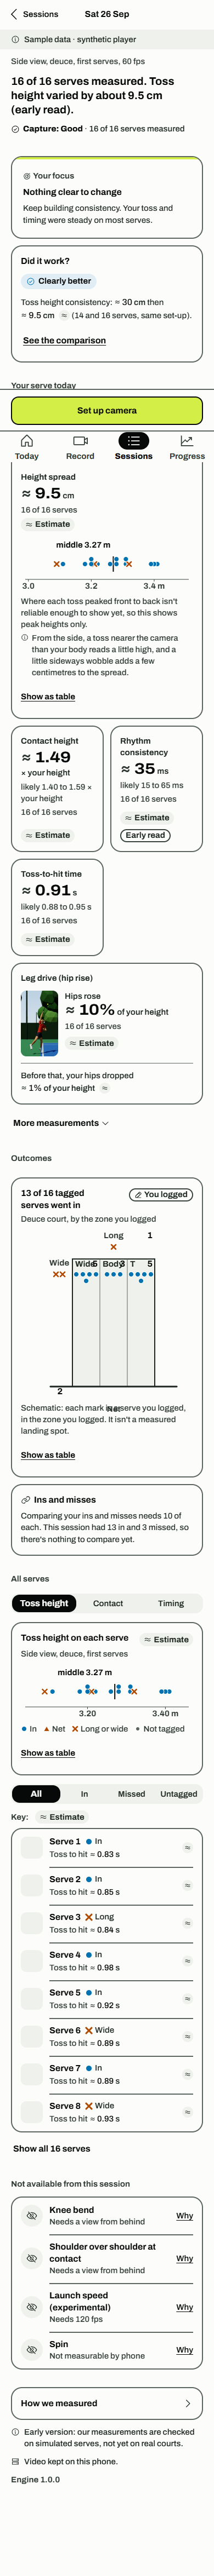 Sessions
Sat 26 Sep
Sample data · synthetic player
Side view, deuce, first serves, 60 fps
16 of 16 serves measured. Toss
height varied by about 9.5 cm
(early read).
Capture: Good · 16 of 16 serves measured
Your focus
Nothing clear to change
Keep building consistency. Your toss and
timing were steady on most serves.
Did it work?
Clearly better
Toss height consistency: ≈ 30 cm then
≈ 9.5 cm ≈ (14 and 16 serves, same set-up).
See the comparison
Your serve today
Set up camera
Today
Record
Sessions
Progress
Height spread
≈ 9.5 cm
16 of 16 serves
≈ Estimate
middle 3.27 m
3.0
3.2
3.4 m
Where each toss peaked front to back isn't
reliable enough to show yet, so this shows
peak heights only.
From the side, a toss nearer the camera
than your body reads a little high, and a
little sideways wobble adds a few
centimetres to the spread.
Show as table
Contact height
≈ 1.49
× your height
likely 1.40 to 1.59 ×
your height
16 of 16 serves
≈ Estimate
Rhythm
consistency
≈ 35 ms
likely 15 to 65 ms
16 of 16 serves
≈ Estimate
Early read
Toss-to-hit time
≈ 0.91 s
likely 0.88 to 0.95 s
16 of 16 serves
≈ Estimate
Leg drive (hip rise)
Hips rose
≈ 10% of your height
16 of 16 serves
≈ Estimate
Before that, your hips dropped
≈ 1% of your height ≈
More measurements
Outcomes
13 of 16 tagged
serves went in
You logged
Deuce court, by the zone you logged
Long
1
Wide
Wide
5
Body
3
T
5
2
Net
Schematic: each mark is a serve you logged,
in the zone you logged. It isn't a measured
landing spot.
Show as table
Ins and misses
Comparing your ins and misses needs 10 of
each. This session had 13 in and 3 missed, so
there's nothing to compare yet.
All serves
Toss height
Contact
Timing
Toss height on each serve
≈ Estimate
Side view, deuce, first serves
middle 3.27 m
3.20
3.40 m
In
Net
Long or wide
Not tagged
Show as table
All
In
Missed
Untagged
Key: ≈ Estimate
Serve 1 In
Toss to hit ≈ 0.83 s
≈
Serve 2 In
Toss to hit ≈ 0.85 s
≈
Serve 3 Long
Toss to hit ≈ 0.84 s
≈
Serve 4 In
Toss to hit ≈ 0.98 s
≈
Serve 5 In
Toss to hit ≈ 0.92 s
≈
Serve 6 Wide
Toss to hit ≈ 0.89 s
≈
Serve 7 In
Toss to hit ≈ 0.89 s
≈
Serve 8 Wide
Toss to hit ≈ 0.93 s
≈
Show all 16 serves
Not available from this session
Knee bend
Needs a view from behind
Why
Shoulder over shoulder at
contact
Needs a view from behind
Why
Launch speed
(experimental)
Needs 120 fps
Why
Spin
Not measurable by phone
Why
How we measured
Early version: our measurements are checked
on simulated serves, not yet on real courts.
Video kept on this phone.
Engine 1.0.0